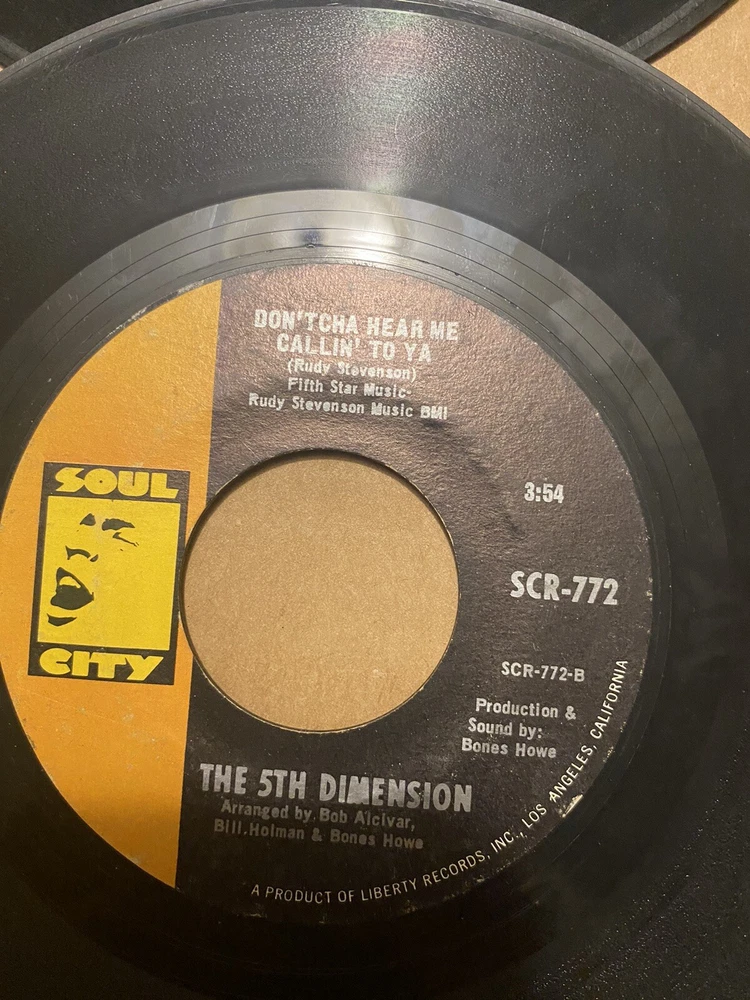 DON'TCHA HEAR ME
CALLIN' TO YA
(Rudy Stevenson)
Fifth Star Music-
Rudy Stevenson Music BMI
SOUL
CITY
3:54
SCR-772
SCR-772-B
Production &
Sound by:
Bones Howe
THE 5TH DIMENSION
Arranged by Bob Alcivar,
Bill Holman & Bones Howe
A PRODUCT OF LIBERTY RECORDS, INC., LOS ANGELES, CALIFORNIA